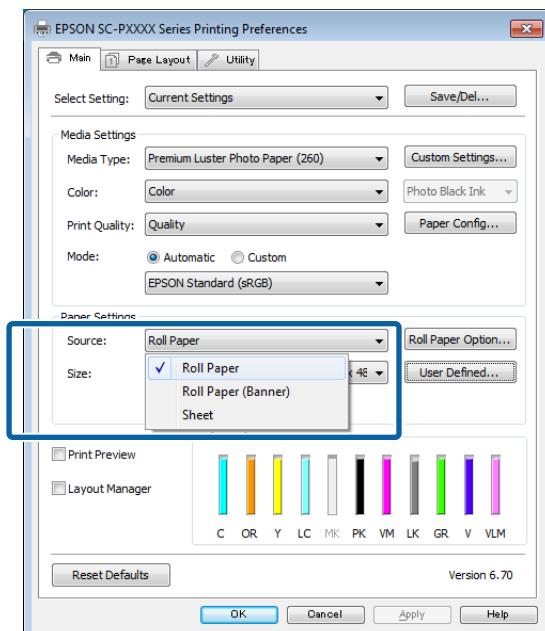 EPSON SC-PXXXX Series Printing Preferences
Main Page Layout Utility
Select Setting: Current Settings Save/Del...
Media Settings
Media Type: Premium Luster Photo Paper (260) Custom Settings...
Color: Color Photo Black Ink
Print Quality: Quality Paper Config...
Mode: Automatic Custom
EPSON Standard (sRGB)
Paper Settings
Source: Roll Paper Roll Paper Option...
Size: x 48 User Defined...
Roll Paper
Roll Paper (Banner)
Sheet
Print Preview
Layout Manager
C OR Y LC MK PK VM LK GR V VLM
Reset Defaults Version 6.70
OK Cancel Apply Help